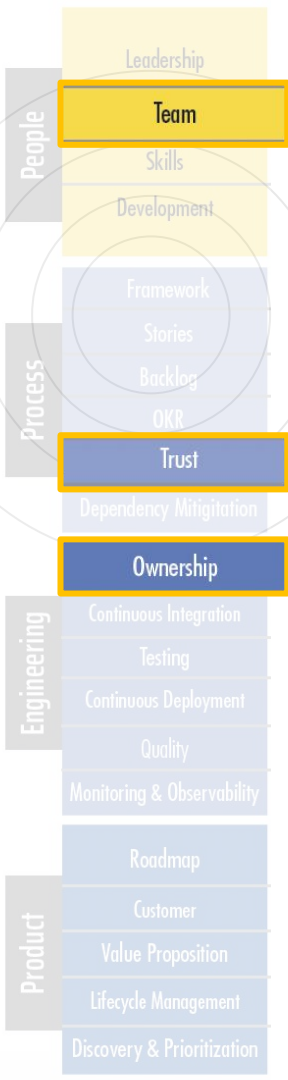 People
Leadership
Team
Skills
Development
Process
Framework
Stories
Backlog
OKR
Trust
Dependency Mitigitation
Engineering
Ownership
Continuous Integration
Testing
Continuous Deployment
Quality
Monitoring & Observability
Product
Roadmap
Customer
Value Proposition
Lifecycle Management
Discovery & Prioritization